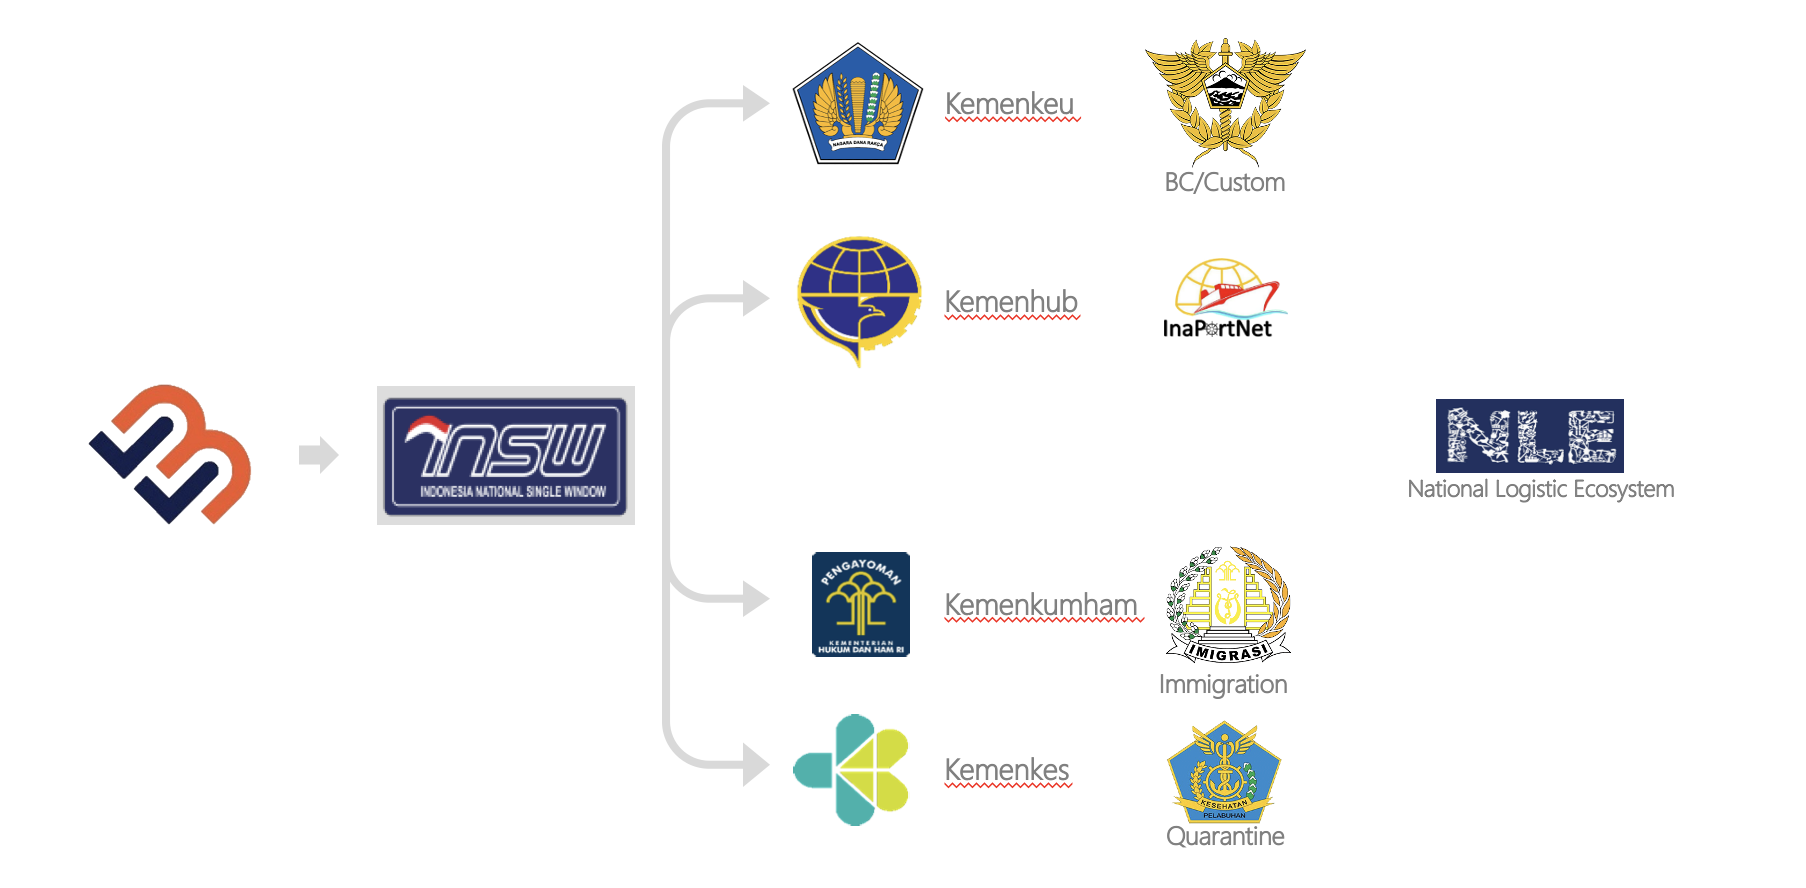 NAGARA DANA RAKCA
Kemenkeu
BC/Custom
Kemenhub
InaPortNet
INSW
INDONESIA NATIONAL SINGLE WINDOW
NLE
National Logistic Ecosystem
PENGAYOMAN
KEMENTERIAN
HUKUM DAN HAM RI
Kemenkumham
IMIGRASI
Immigration
Kemenkes
KESEHATAN
PELABUHAN
Quarantine